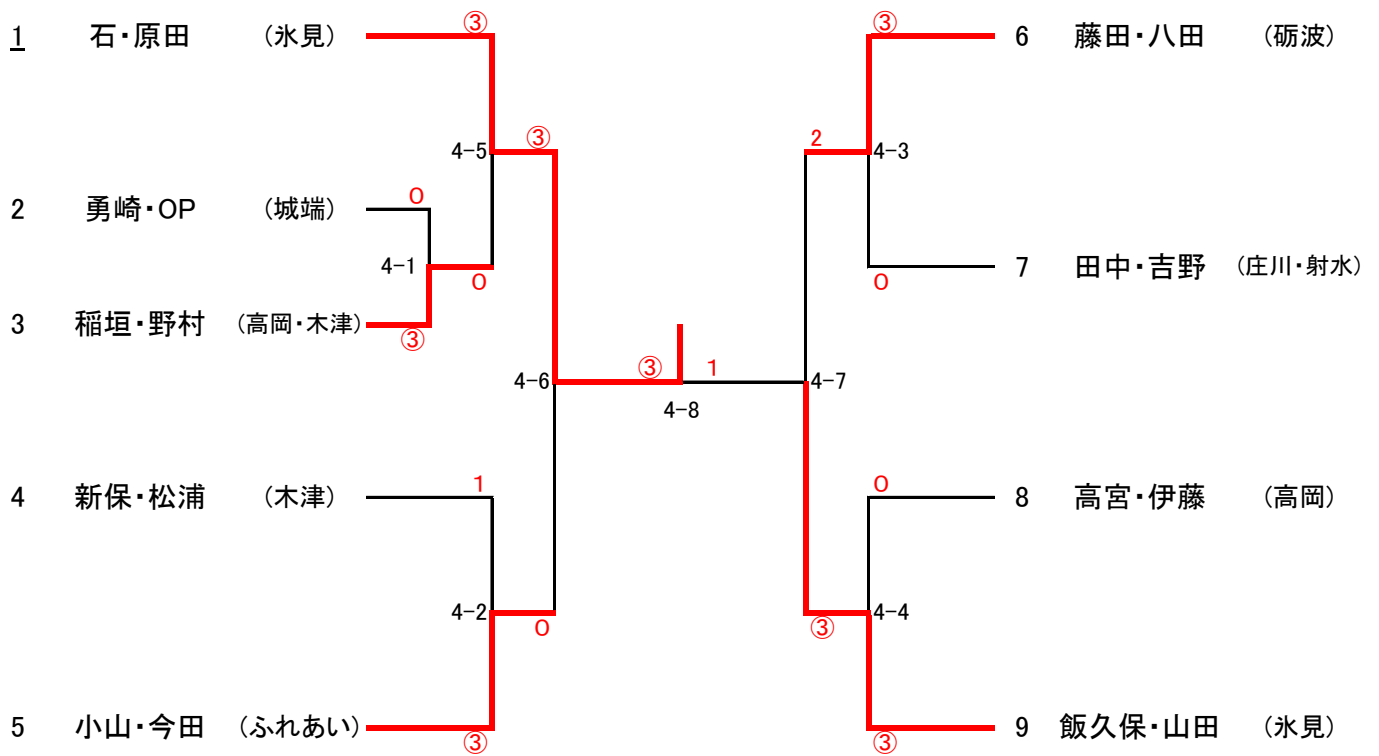 ③ ③
1 石・原田 (氷見) 6 藤田・八田 (砺波)
③ 2
4-5 4-3
0
2 勇崎・OP (城端)
4-1 7 田中・吉野 (庄川・射水)
0 0
3 稲垣・野村 (高岡・木津)
③
③ 1
4-6 4-7
4-8
1 0
4 新保・松浦 (木津) 8 高宮・伊藤 (高岡)
4-2 4-4
0 ③
5 小山・今田 (ふれあい) 9 飯久保・山田 (氷見)
③ ③